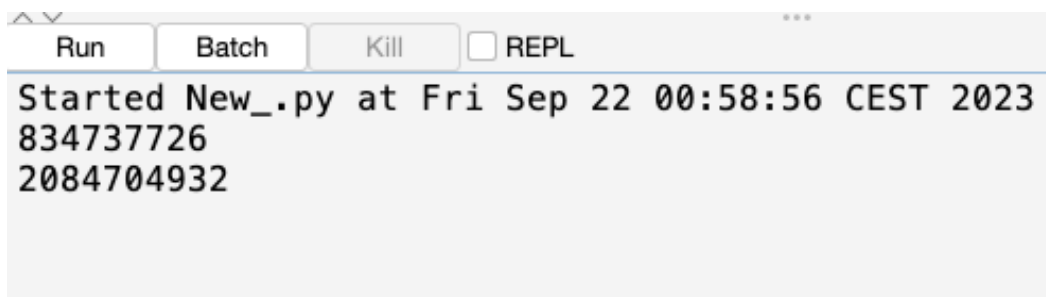 Run Batch Kill REPL
Started New_.py at Fri Sep 22 00:58:56 CEST 2023
834737726
2084704932